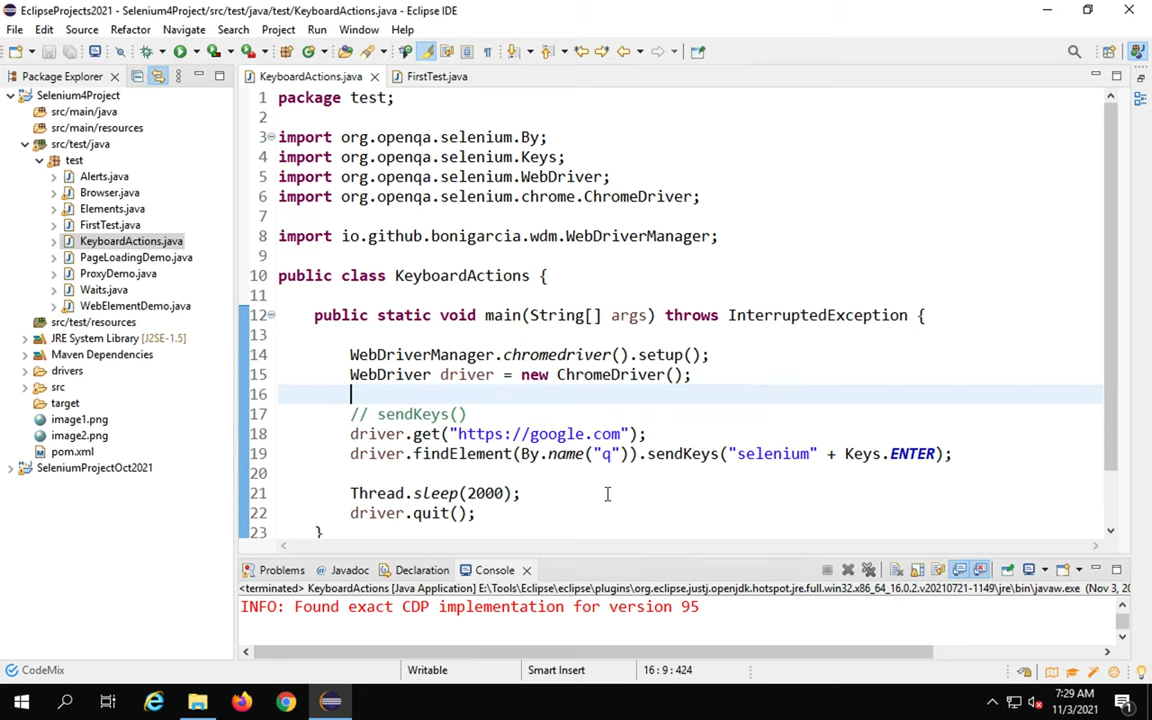 EclipseProjects2021 - Selenium4Project/src/test/java/test/KeyboardActions.java - Eclipse IDE
File Edit Source Refactor Navigate Search Project Run Window Help
Package Explorer
KeyboardActions.java
FirstTest.java
Selenium4Project
src/main/java
src/main/resources
src/test/java
test
Alerts.java
Browser.java
Elements.java
FirstTest.java
KeyboardActions.java
PageLoadingDemo.java
ProxyDemo.java
Waits.java
WebElementDemo.java
src/test/resources
JRE System Library [J2SE-1.5]
Maven Dependencies
drivers
src
target
image1.png
image2.png
pom.xml
SeleniumProjectOct2021
1 package test;
2
3 import org.openqa.selenium.By;
4 import org.openqa.selenium.Keys;
5 import org.openqa.selenium.WebDriver;
6 import org.openqa.selenium.chrome.ChromeDriver;
7
8 import io.github.bonigarcia.wdm.WebDriverManager;
9
10 public class KeyboardActions {
11
12 public static void main(String[] args) throws InterruptedException {
13
14 WebDriverManager.chromedriver().setup();
15 WebDriver driver = new ChromeDriver();
16
17 // sendKeys()
18 driver.get("https://google.com");
19 driver.findElement(By.name("q")).sendKeys("selenium" + Keys.ENTER);
20
21 Thread.sleep(2000);
22 driver.quit();
23 }
Problems @ Javadoc Declaration Console
<terminated> KeyboardActions [Java Application] E:\Tools\Eclipse\eclipse\plugins\org.eclipse.justj.openjdk.hotspot.jre.full.win32.x86_64_16.0.2.v20210721-1149\jre\bin\javaw.exe (Nov 3, 20
INFO: Found exact CDP implementation for version 95
CodeMix
Writable
Smart Insert
16 : 9 : 424
7:29 AM
11/3/2021
1